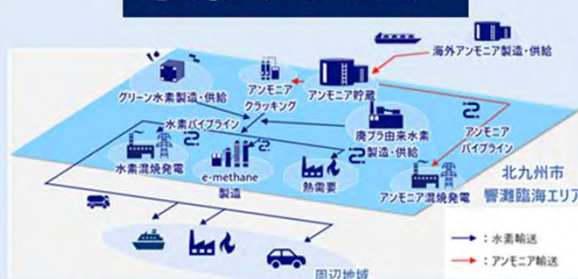 海外アンモニア製造・供給
グリーン水素製造・供給
アンモニア
クラッキング
アンモニア貯蔵
水素パイプライン
廃プラ由来水素
製造・供給
アンモニア
パイプライン
水素混焼発電
e-methane
製造
熱需要
アンモニア混焼発電
北九州市
響灘臨海エリア
:水素輸送
:アンモニア輸送
周辺地域